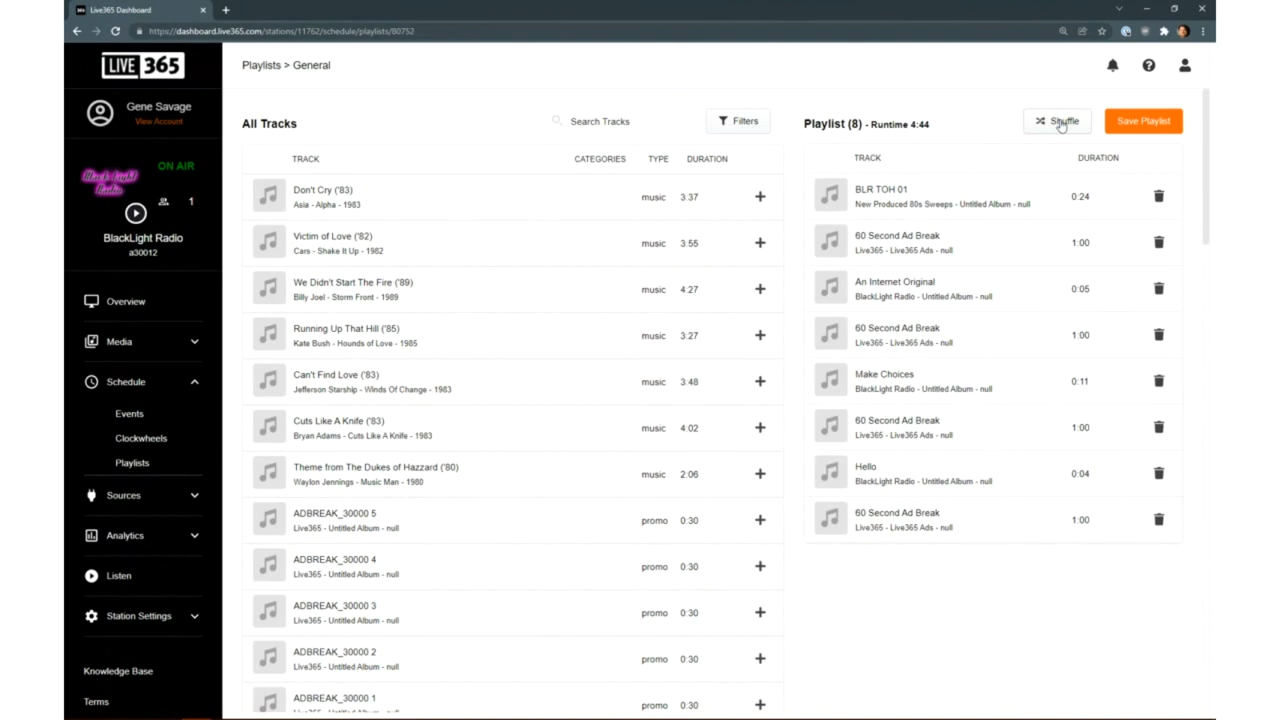 Live365 Dashboard
https://dashboard.live365.com/stations/11762/schedule/playlists/80752
LIVE 365
Gene Savage
View Account
ON AIR
Black Light
Radio
1
BlackLight Radio
a30012
Overview
Media
Schedule
Events
Clockwheels
Playlists
Sources
Analytics
Listen
Station Settings
Knowledge Base
Terms
Playlists > General
All Tracks
Search Tracks
Filters
TRACK CATEGORIES TYPE DURATION
Don't Cry ('83)
Asia - Alpha - 1983
music 3:37
Victim of Love ('82)
Cars - Shake It Up - 1982
music 3:55
We Didn't Start The Fire ('89)
Billy Joel - Storm Front - 1989
music 4:27
Running Up That Hill ('85)
Kate Bush - Hounds of Love - 1985
music 3:27
Can't Find Love ('83)
Jefferson Starship - Winds Of Change - 1983
music 3:48
Cuts Like A Knife ('83)
Bryan Adams - Cuts Like A Knife - 1983
music 4:02
Theme from The Dukes of Hazzard ('80)
Waylon Jennings - Music Man - 1980
music 2:06
ADBREAK_30000 5
Live365 - Untitled Album - null
promo 0:30
ADBREAK_30000 4
Live365 - Untitled Album - null
promo 0:30
ADBREAK_30000 3
Live365 - Untitled Album - null
promo 0:30
ADBREAK_30000 2
Live365 - Untitled Album - null
promo 0:30
ADBREAK_30000 1
promo 0:30
Playlist (8) - Runtime 4:44
Shuffle
Save Playlist
TRACK DURATION
BLR TOH 01
New Produced 80s Sweeps - Untitled Album - null
0:24
60 Second Ad Break
Live365 - Live365 Ads - null
1:00
An Internet Original
BlackLight Radio - Untitled Album - null
0:05
60 Second Ad Break
Live365 - Live365 Ads - null
1:00
Make Choices
BlackLight Radio - Untitled Album - null
0:11
60 Second Ad Break
Live365 - Live365 Ads - null
1:00
Hello
BlackLight Radio - Untitled Album - null
0:04
60 Second Ad Break
Live365 - Live365 Ads - null
1:00